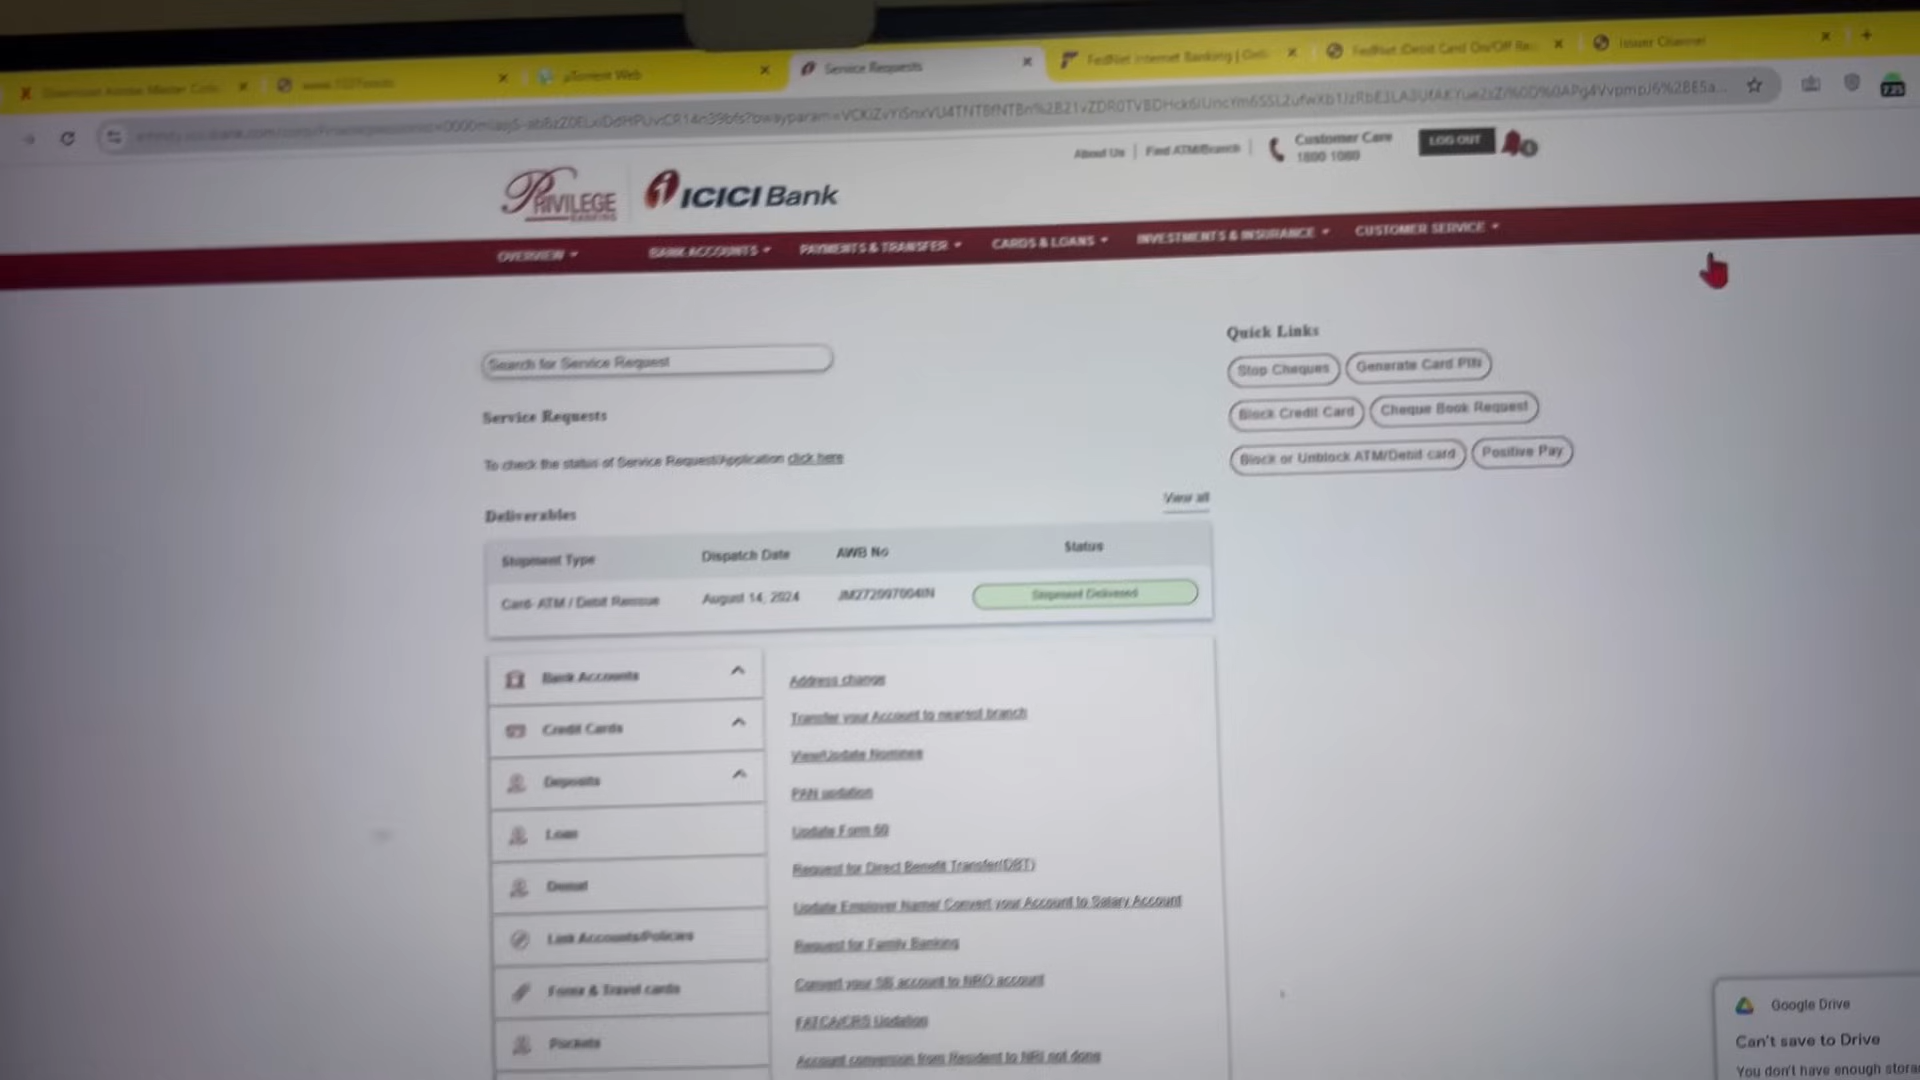 µTorrent Web
Service Requests
FedNet Internet Banking
FedNet Debit Card On/Off Re
Issuer Channel
725
About Us | Find ATM/Branch
Customer Care
1800 1080
LOG OUT
PRIVILEGE
BANKING
ICICI Bank
OVERVIEW
BANK ACCOUNTS
PAYMENTS & TRANSFER
CARDS & LOANS
INVESTMENTS & INSURANCE
CUSTOMER SERVICE
Search for Service Request
Quick Links
Stop Cheques
Generate Card PIN
Block Credit Card
Cheque Book Request
Block or Unblock ATM/Debit card
Positive Pay
Service Requests
To check the status of Service Request/Application click here
Deliverables
View all
Shipment Type Dispatch Date AWB No Status
Card- ATM / Debit Reissue August 14, 2024 JM272097004IN Shipment Delivered
Bank Accounts
Credit Cards
Deposits
Loan
Demat
Link Accounts/Policies
Forex & Travel cards
Pockets
Address change
Transfer your Account to nearest branch
View/Update Nominee
PAN updation
Update Form 60
Request for Direct Benefit Transfer(DBT)
Update Employer Name/ Convert your Account to Salary Account
Request for Family Banking
Convert your SB account to NRO account
FATCA/CRS Updation
Account conversion from Resident to NRI not done
Google Drive
Can't save to Drive
You don't have enough stora